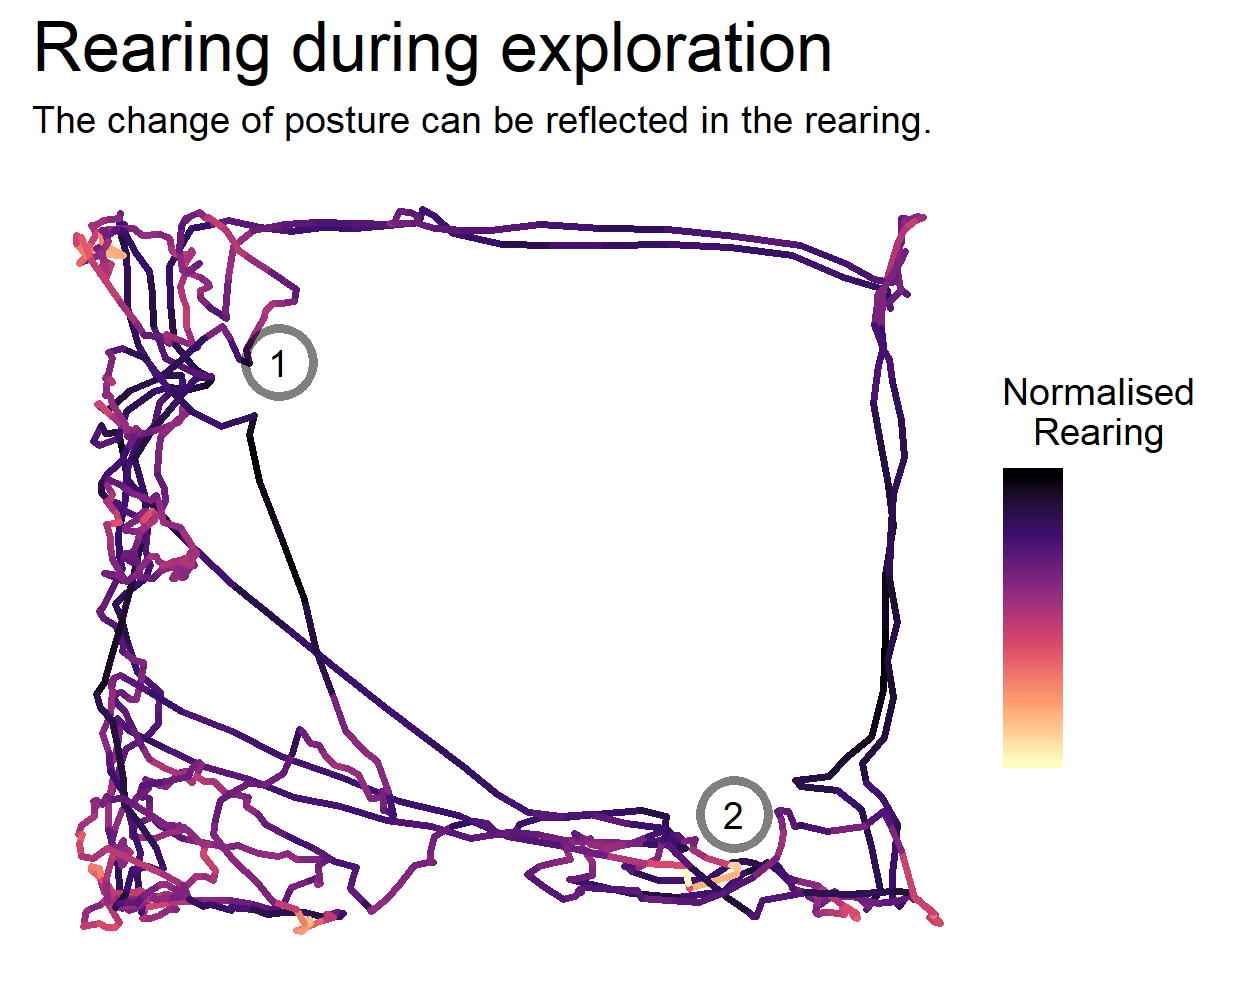 Rearing during exploration
The change of posture can be reflected in the rearing.
1
Normalised
Rearing
2